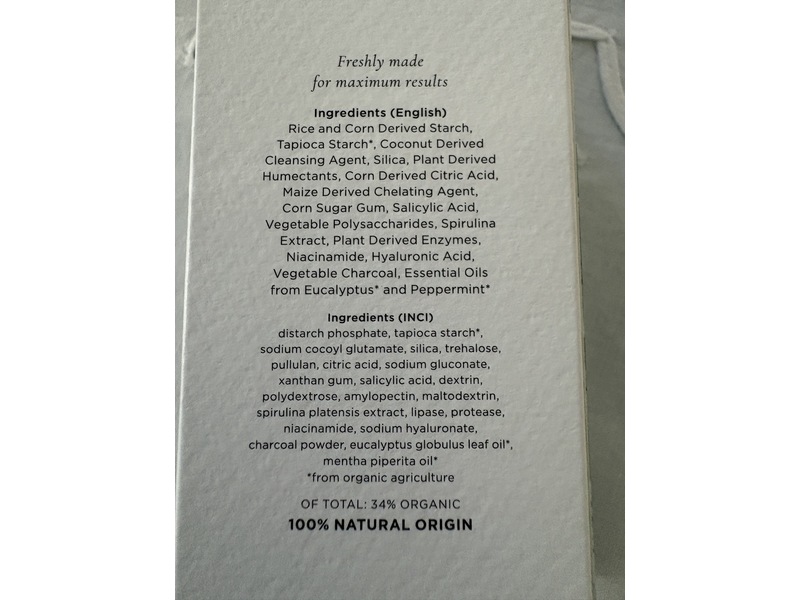 Freshly made
for maximum results
Ingredients (English)
Rice and Corn Derived Starch,
Tapioca Starch*, Coconut Derived
Cleansing Agent, Silica, Plant Derived
Humectants, Corn Derived Citric Acid,
Maize Derived Chelating Agent,
Corn Sugar Gum, Salicylic Acid,
Vegetable Polysaccharides, Spirulina
Extract, Plant Derived Enzymes,
Niacinamide, Hyaluronic Acid,
Vegetable Charcoal, Essential Oils
from Eucalyptus* and Peppermint*
Ingredients (INCI)
distarch phosphate, tapioca starch*,
sodium cocoyl glutamate, silica, trehalose,
pullulan, citric acid, sodium gluconate,
xanthan gum, salicylic acid, dextrin,
polydextrose, amylopectin, maltodextrin,
spirulina platensis extract, lipase, protease,
niacinamide, sodium hyaluronate,
charcoal powder, eucalyptus globulus leaf oil*,
mentha piperita oil*
*from organic agriculture
OF TOTAL: 34% ORGANIC
100% NATURAL ORIGIN